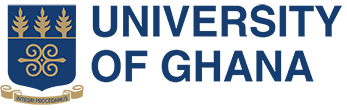 UNIVERSITY
OF GHANA
INTEGRI PROCEDAMUS